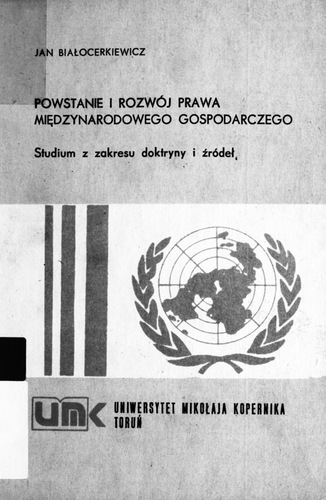 JAN BIAŁOCERKIEWICZ
POWSTANIE I ROZWÓJ PRAWA
MIĘDZYNARODOWEGO GOSPODARCZEGO
Studium z zakresu doktryny i źródeł
umk
UNIWERSYTET MIKOŁAJA KOPERNIKA
TORUŃ